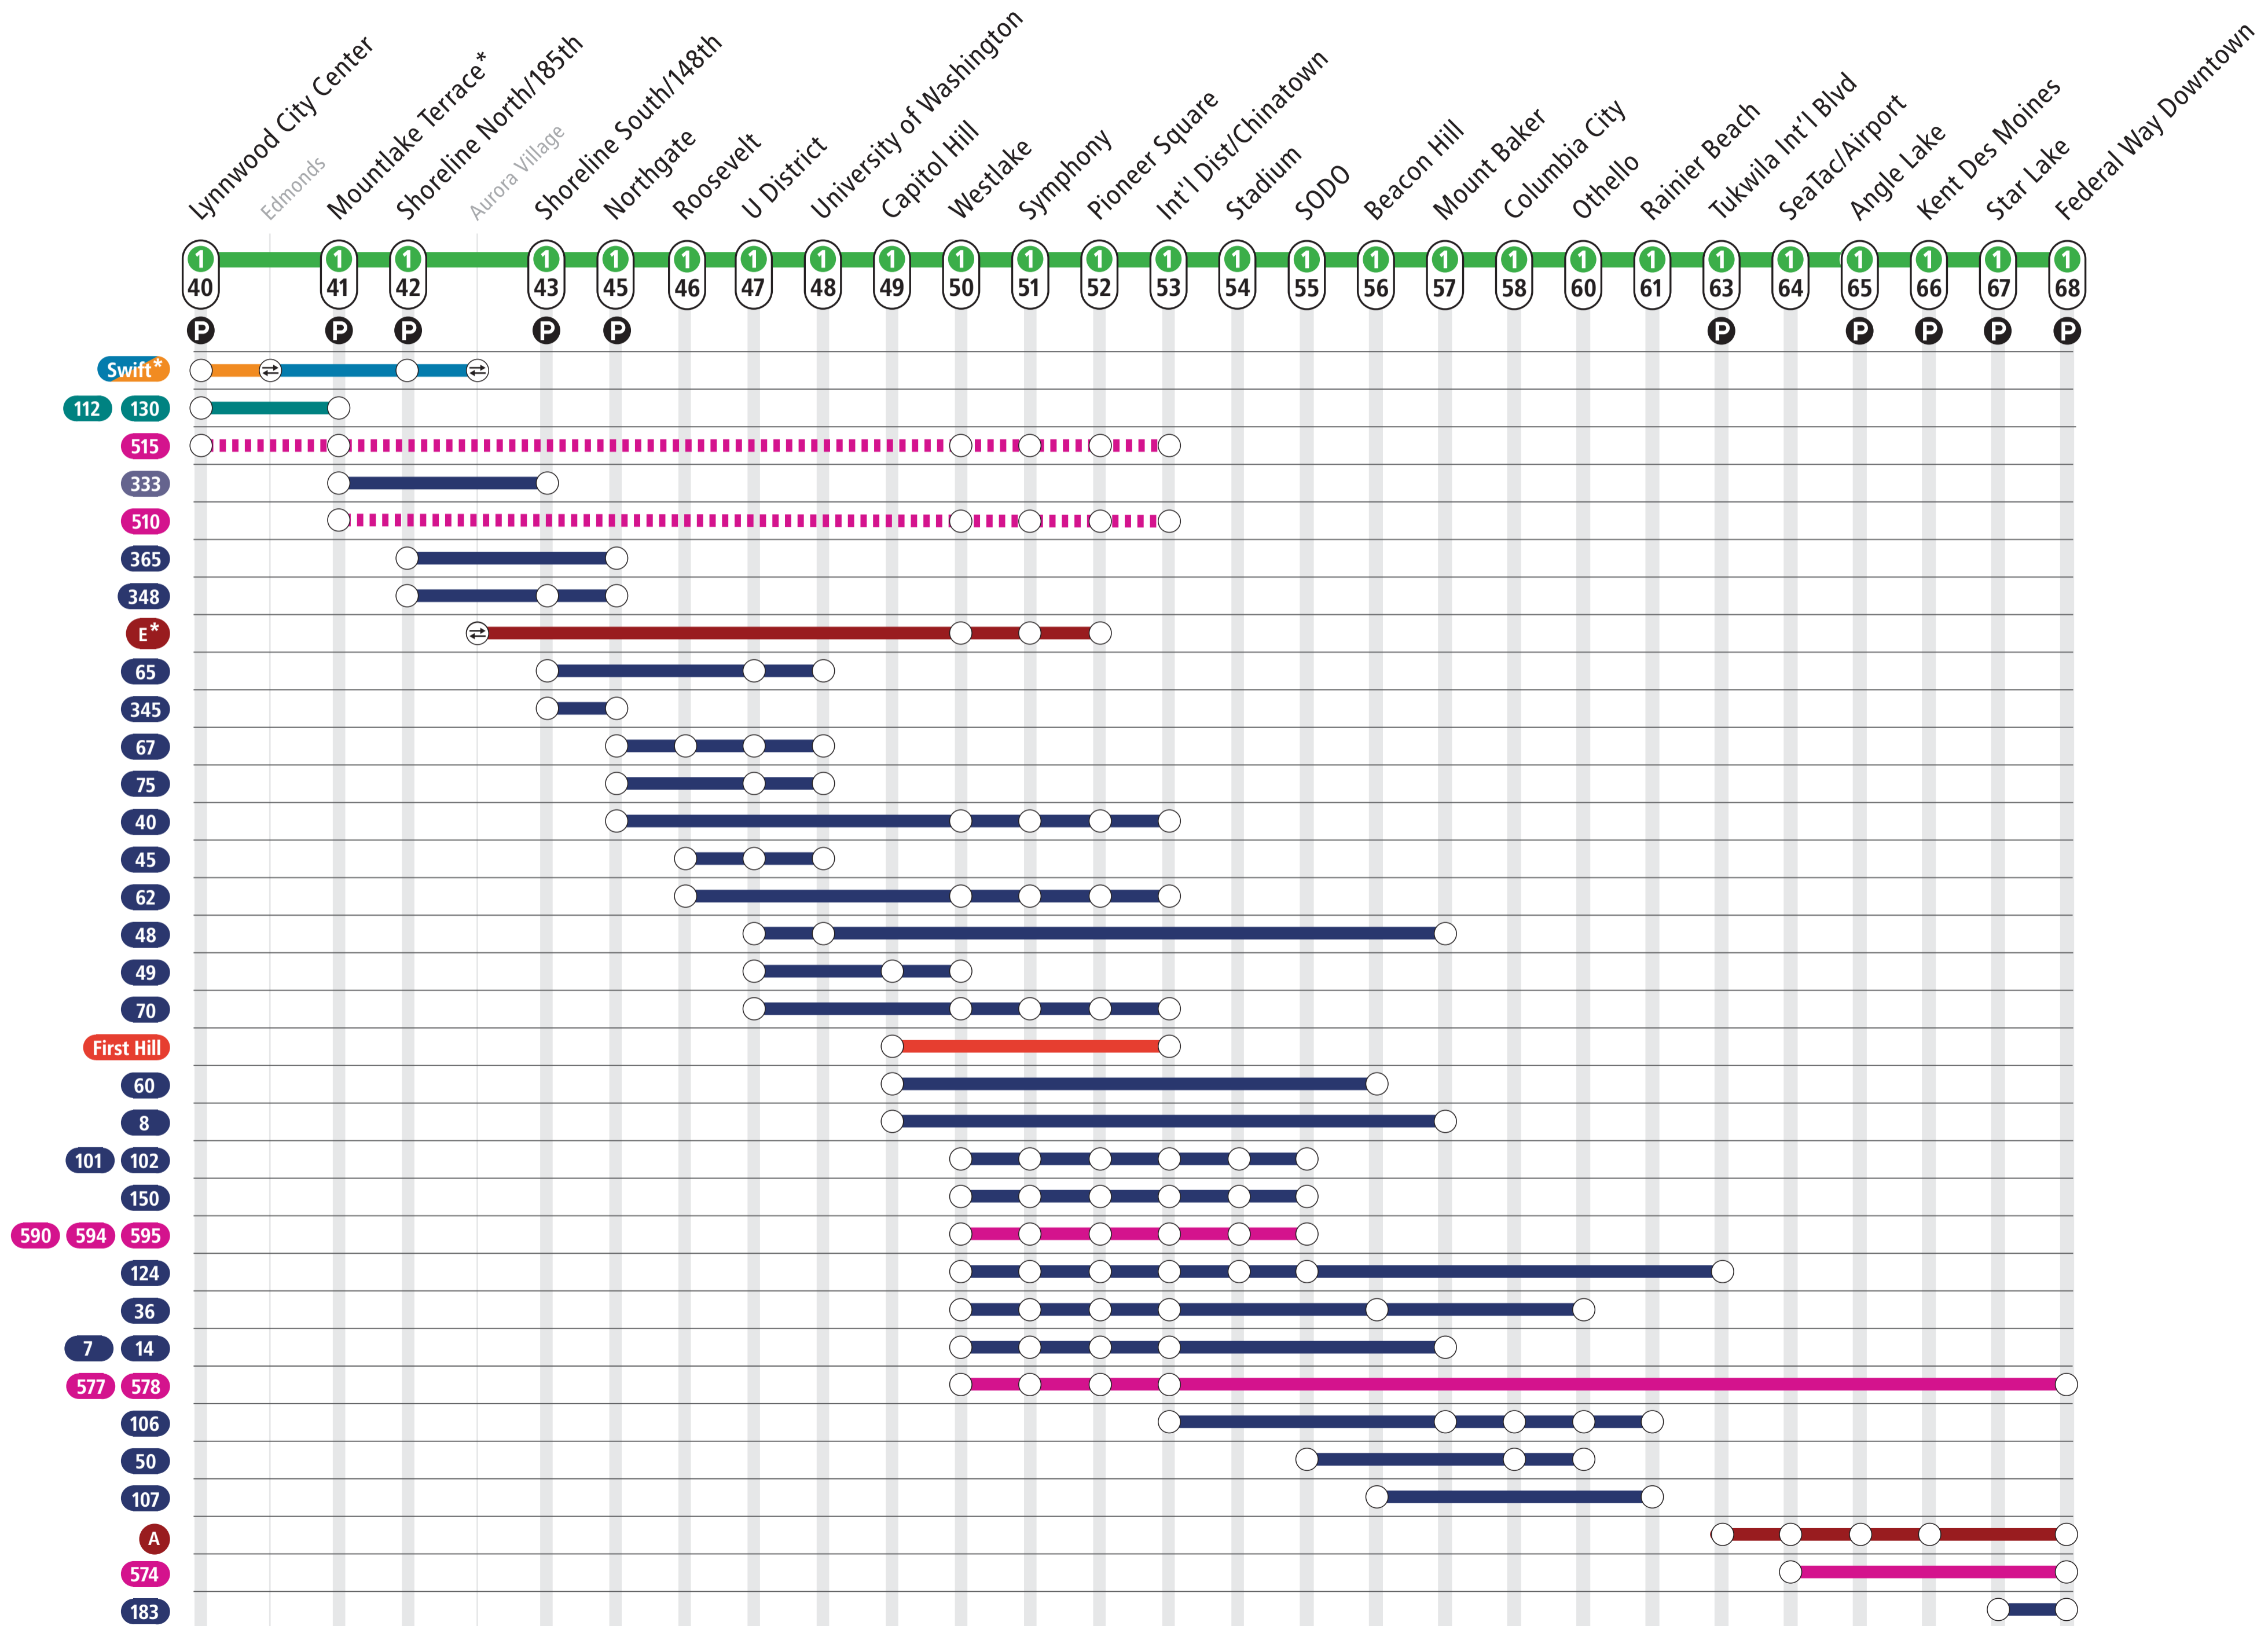 Lynnwood City Center
Edmonds
Mountlake Terrace*
Shoreline North/185th
Aurora Village
Shoreline South/148th
Northgate
Roosevelt
U District
University of Washington
Capitol Hill
Westlake
Symphony
Pioneer Square
Int'l Dist/Chinatown
Stadium
SODO
Beacon Hill
Mount Baker
Columbia City
Othello
Rainier Beach
Tukwila Int'l Blvd
SeaTac/Airport
Angle Lake
Kent Des Moines
Star Lake
Federal Way Downtown
1 1 1 1 1 1 1 1 1 1 1 1 1 1 1 1 1 1 1 1 1 1 1 1 1 1
40 41 42 43 45 46 47 48 49 50 51 52 53 54 55 56 57 58 60 61 63 64 65 66 67 68
P P P P P P P P P P
Swift*
112 130
515
333
510
365
348
E*
65
345
67
75
40
45
62
48
49
70
First Hill
60
8
101 102
150
590 594 595
124
36
7 14
577 578
106
50
107
A
574
183